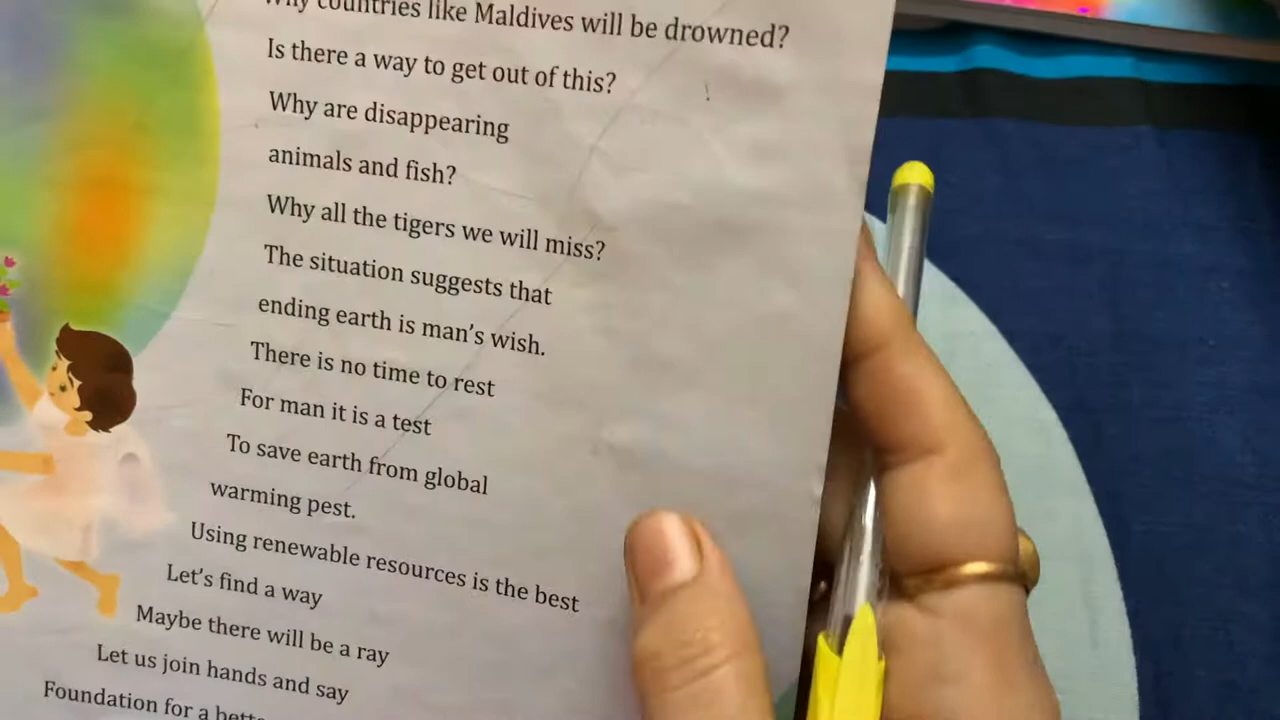 Why countries like Maldives will be drowned?
Is there a way to get out of this?
Why are disappearing
animals and fish?
Why all the tigers we will miss?
The situation suggests that
ending earth is man's wish.
There is no time to rest
For man it is a test
To save earth from global
warming pest.
Using renewable resources is the best
Let's find a way
Maybe there will be a ray
Let us join hands and say
Foundation for a